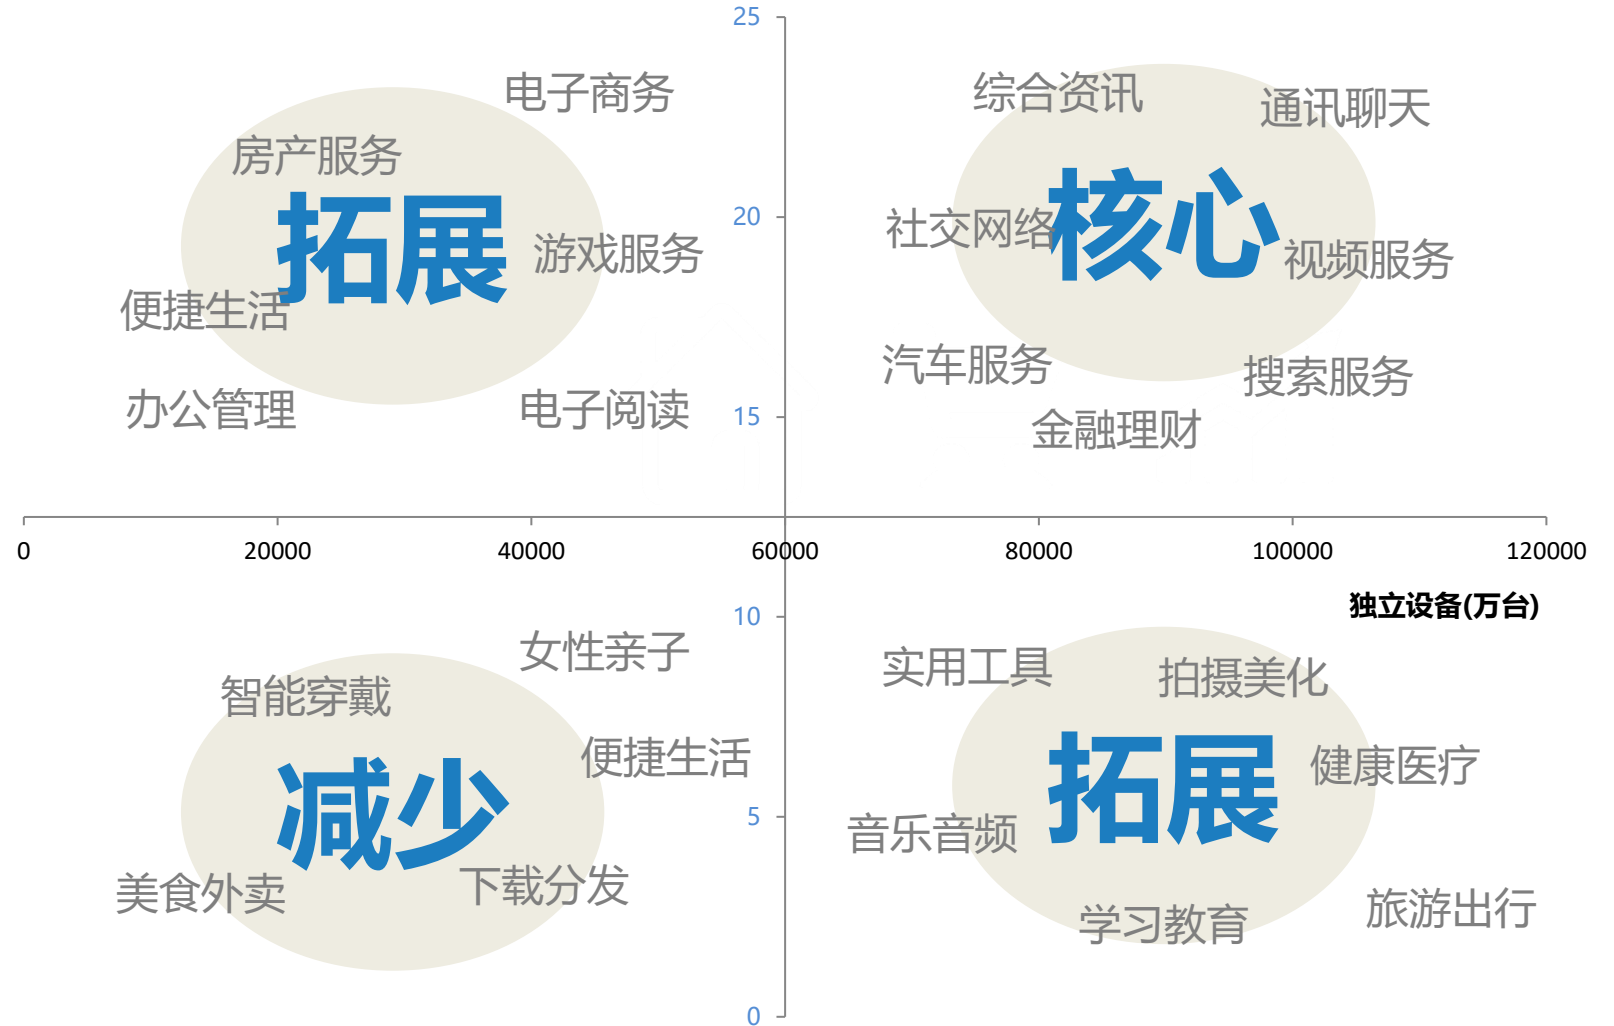 25
电子商务
综合资讯
通讯聊天
房产服务
拓展
核心
20
社交网络
游戏服务
视频服务
便捷生活
汽车服务
搜索服务
办公管理
电子阅读
15
金融理财
0 20000 40000 60000 80000 100000 120000
独立设备(万台)
10
女性亲子
实用工具
拍摄美化
智能穿戴
便捷生活
健康医疗
减少
拓展
5
音乐音频
美食外卖
下载分发
学习教育
旅游出行
0